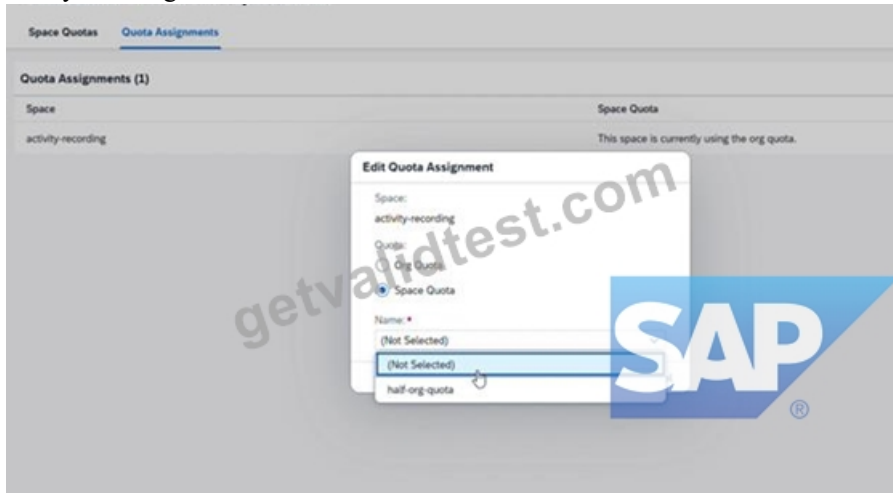 Space Quotas Quota Assignments
Quota Assignments (1)
Space Space Quota
activity-recording This space is currently using the org quota.
Edit Quota Assignment
Space:
activity-recording
Quota:
Org Quota
Space Quota
Name: *
(Not Selected)
(Not Selected)
half-org-quota
getvalidtest.com
SAP
®